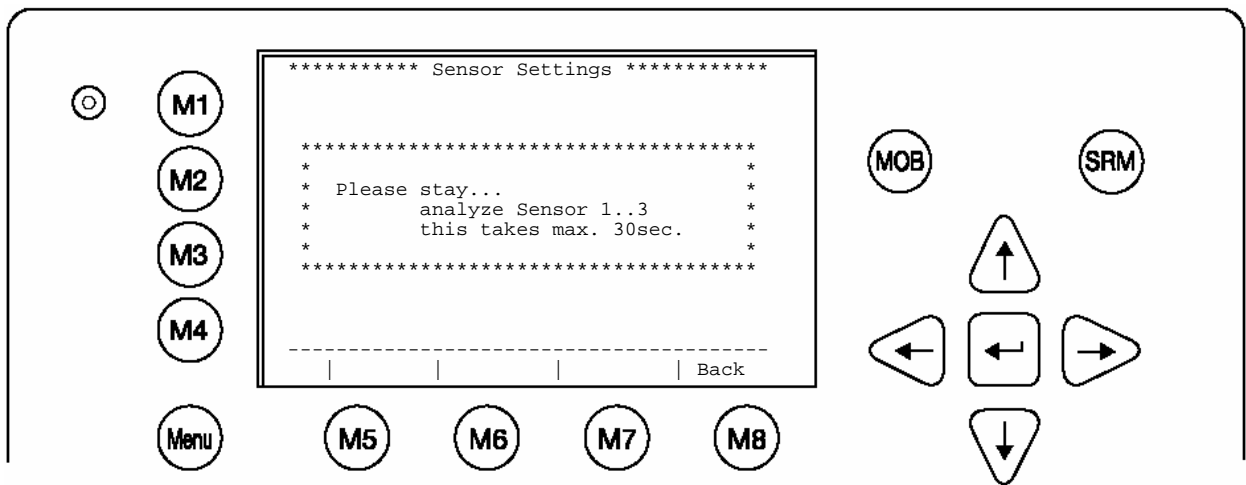 *********** Sensor Settings ************
M1
**************************************
* *
M2
MOB
SRM
* Please stay... *
* analyze Sensor 1..3 *
* this takes max. 30sec. *
* *
M3
**************************************
M4
----------------------------------------
| | | | Back
Menu
M5
M6
M7
M8